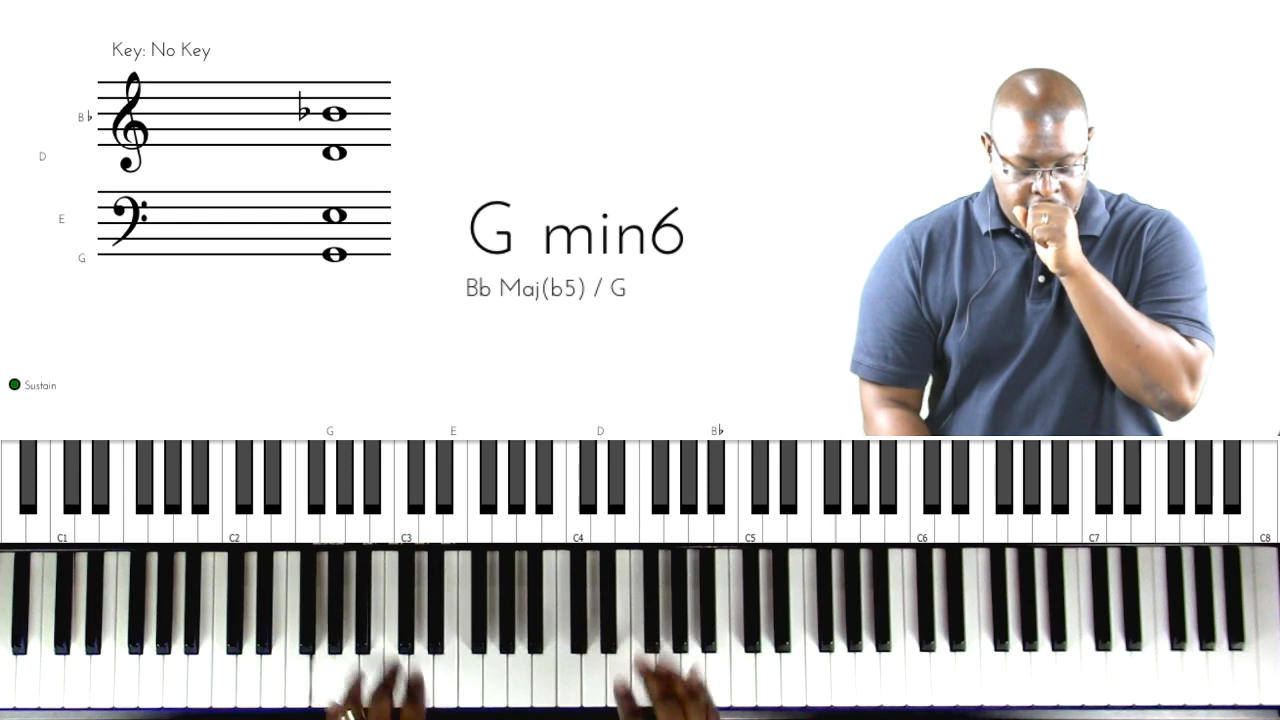 Key: No Key
B♭
D
E
G
G min6
Bb Maj(b5) / G
Sustain
G E D B♭
C1 C2 C3 C4 C5 C6 C7 C8